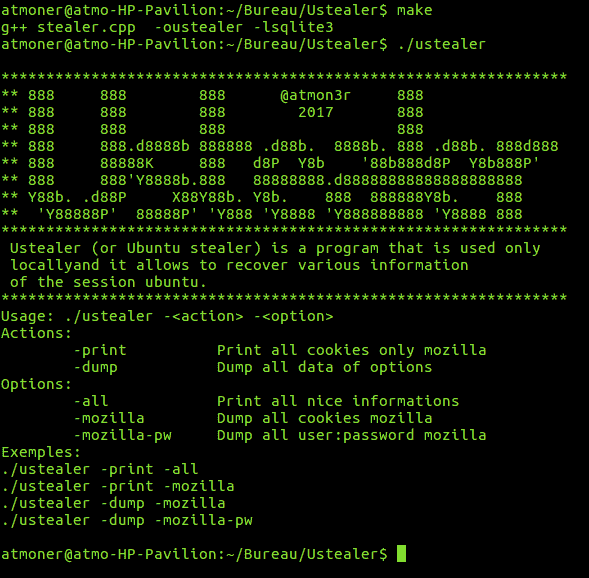 atmoner@atmo-HP-Pavilion:~/Bureau/Ustealer$ make
g++ stealer.cpp  -oustealer -lsqlite3
atmoner@atmo-HP-Pavilion:~/Bureau/Ustealer$ ./ustealer

***************************************************************
** 888     888        888      @atmon3r     888
** 888     888        888        2017       888
** 888     888        888                   888
** 888     888.d8888b 888888 .d88b.  8888b. 888 .d88b. 888d888
** 888     88888K     888   d8P  Y8b    '88b888d8P  Y8b888P'
** 888     888'Y8888b.888   88888888.d88888888888888888888
** Y88b. .d88P     X88Y88b. Y8b.    888  888888Y8b.    888
**  'Y88888P'  88888P' 'Y888 'Y8888 'Y888888888 'Y8888 888
***************************************************************
 Ustealer (or Ubuntu stealer) is a program that is used only
 locallyand it allows to recover various information
 of the session ubuntu.
***************************************************************
Usage: ./ustealer -<action> -<option>
Actions:
        -print          Print all cookies only mozilla
        -dump           Dump all data of options
Options:
        -all            Print all nice informations
        -mozilla        Dump all cookies mozilla
        -mozilla-pw     Dump all user:password mozilla
Exemples:
./ustealer -print -all
./ustealer -print -mozilla
./ustealer -dump -mozilla
./ustealer -dump -mozilla-pw

atmoner@atmo-HP-Pavilion:~/Bureau/Ustealer$